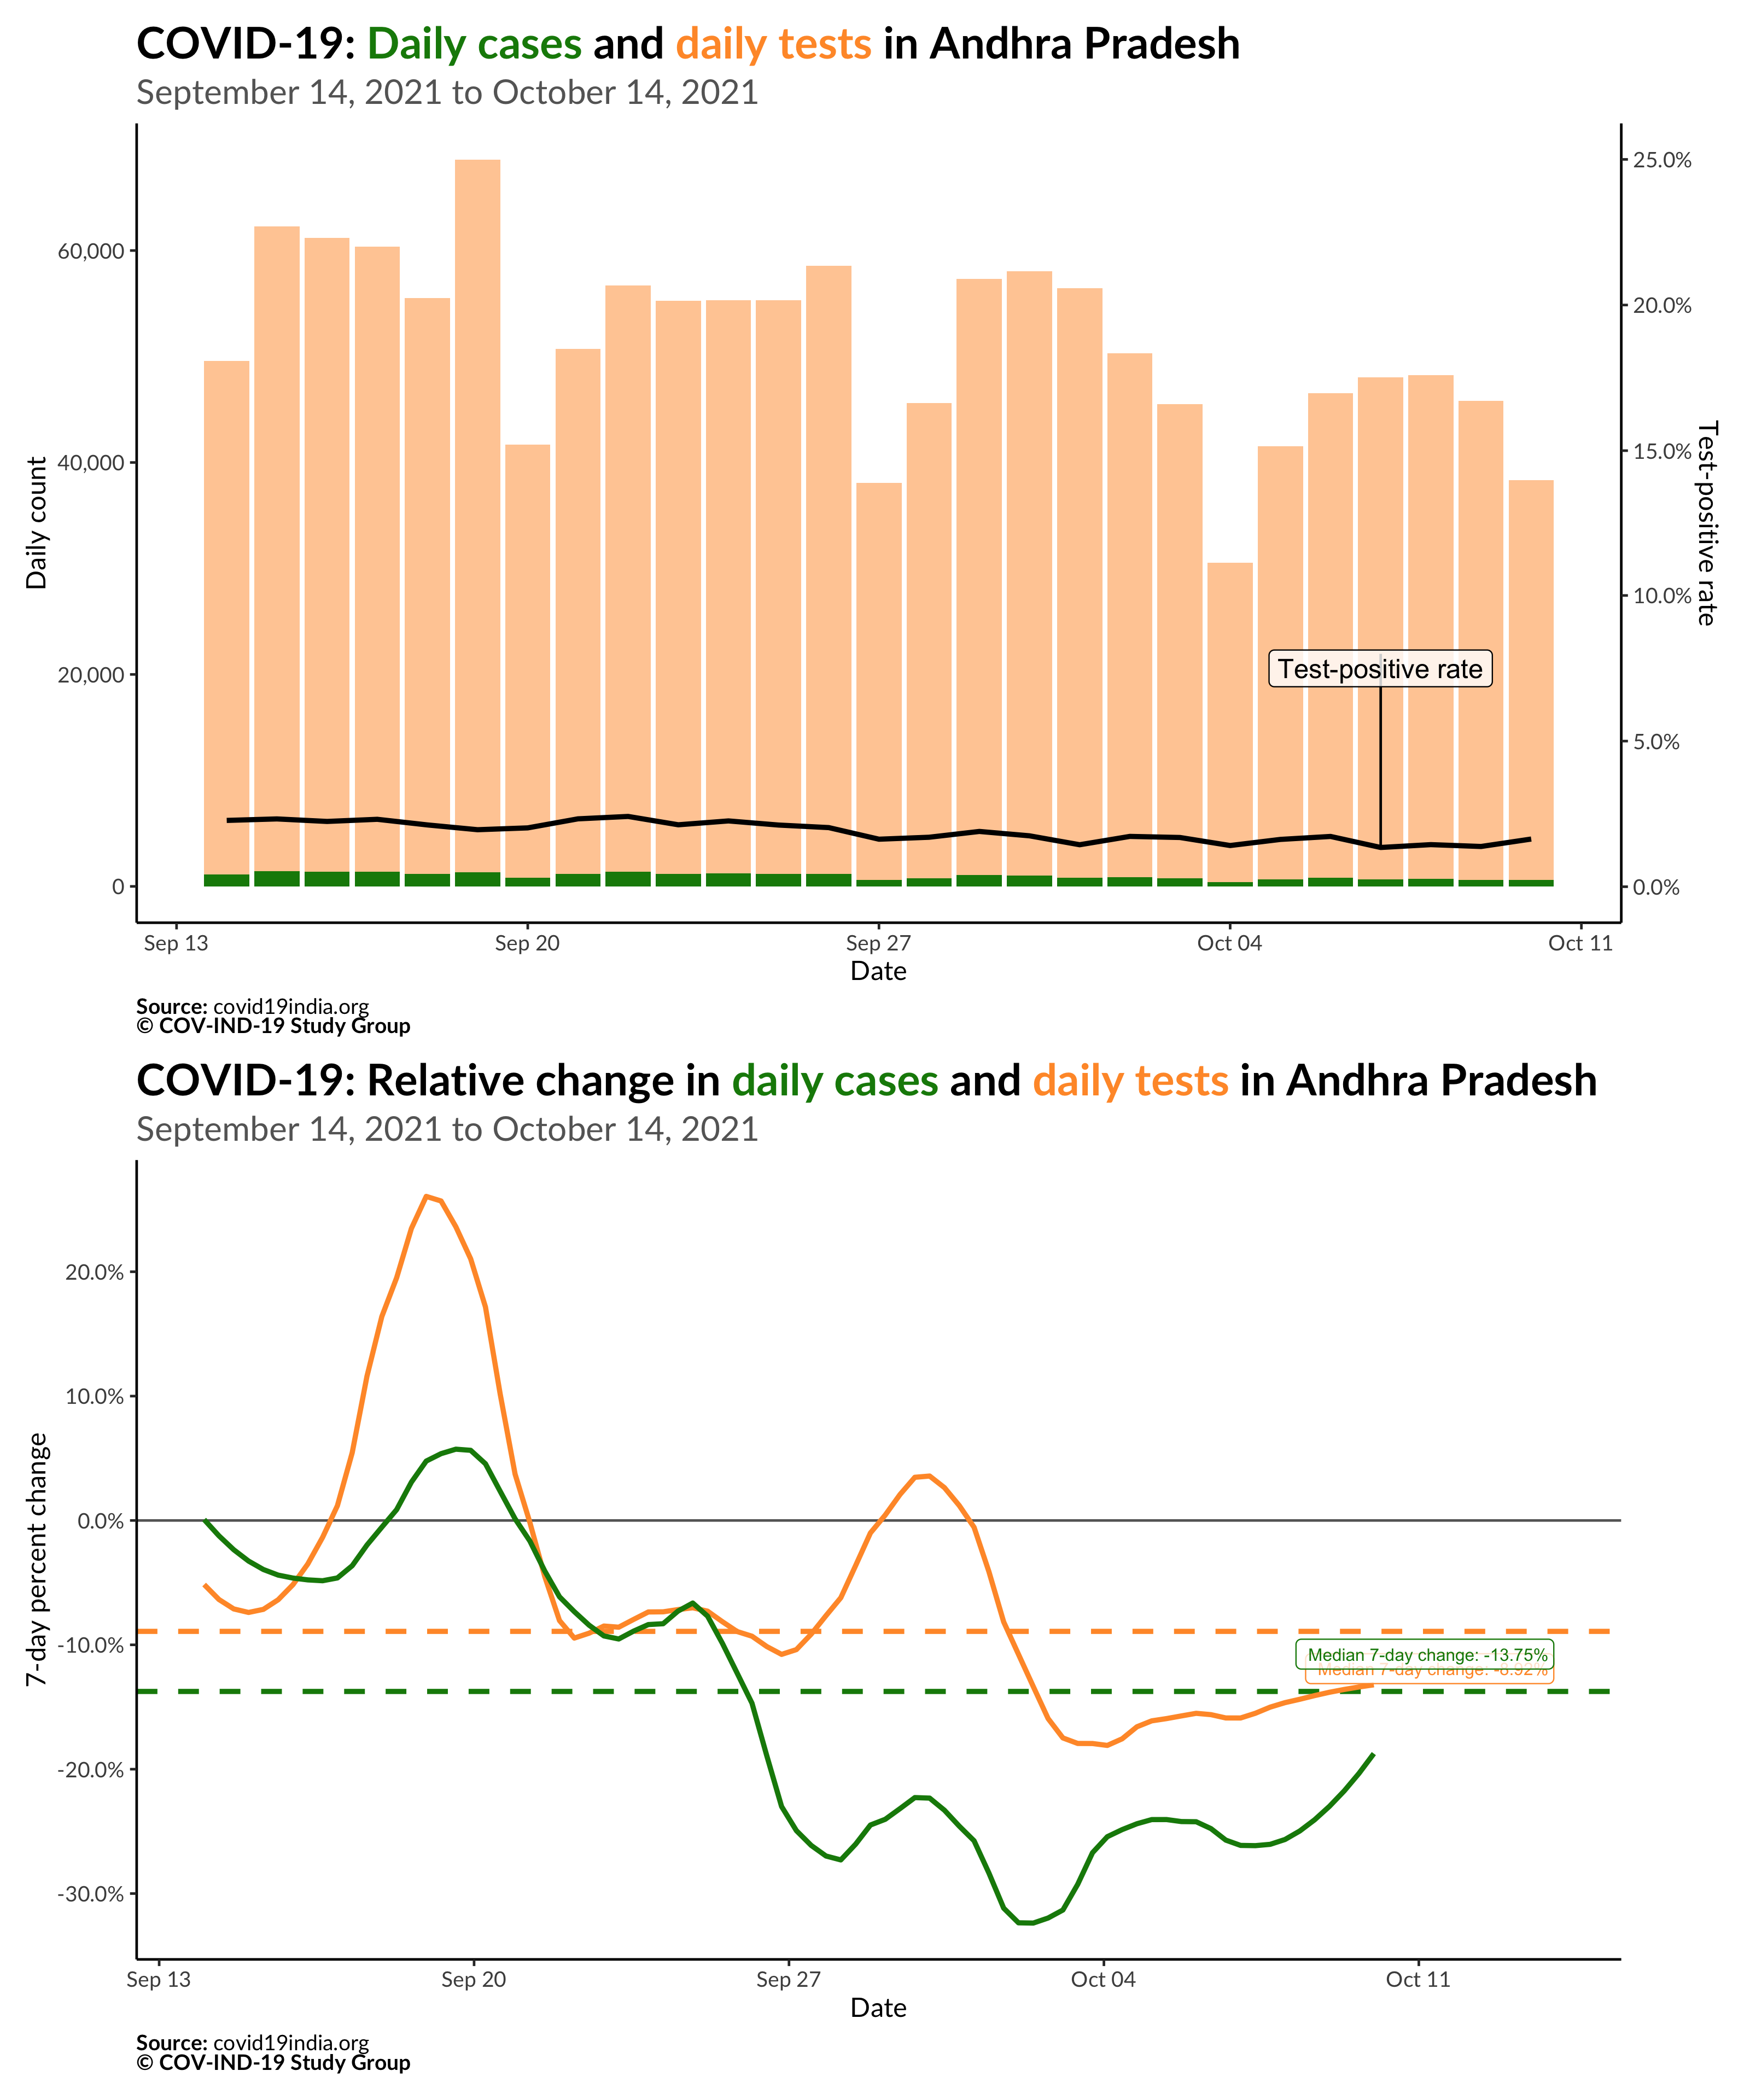 COVID-19: Daily cases and daily tests in Andhra Pradesh
September 14, 2021 to October 14, 2021
25.0%
60,000
20.0%
40,000
15.0%
Daily count
Test-positive rate
10.0%
20,000
Test-positive rate
5.0%
0
0.0%
Sep 13 Sep 20 Sep 27 Oct 04 Oct 11
Date
Source: covid19india.org
© COV-IND-19 Study Group
COVID-19: Relative change in daily cases and daily tests in Andhra Pradesh
September 14, 2021 to October 14, 2021
20.0%
10.0%
0.0%
7-day percent change
-10.0%
Median 7-day change: -13.75%
Median 7-day change: -8.92%
-20.0%
-30.0%
Sep 13 Sep 20 Sep 27 Oct 04 Oct 11
Date
Source: covid19india.org
© COV-IND-19 Study Group